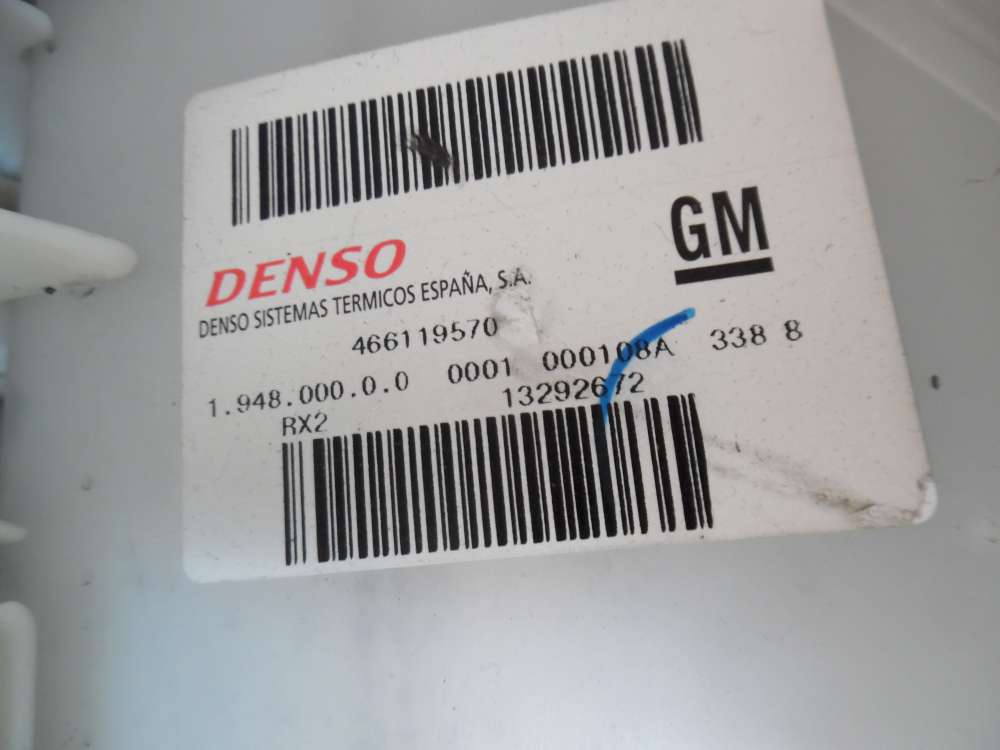 DENSO
GM
DENSO SISTEMAS TERMICOS ESPAÑA, S.A.
466119570
1.948.000.0.0 0001 000108A 338 8
RX2 13292672